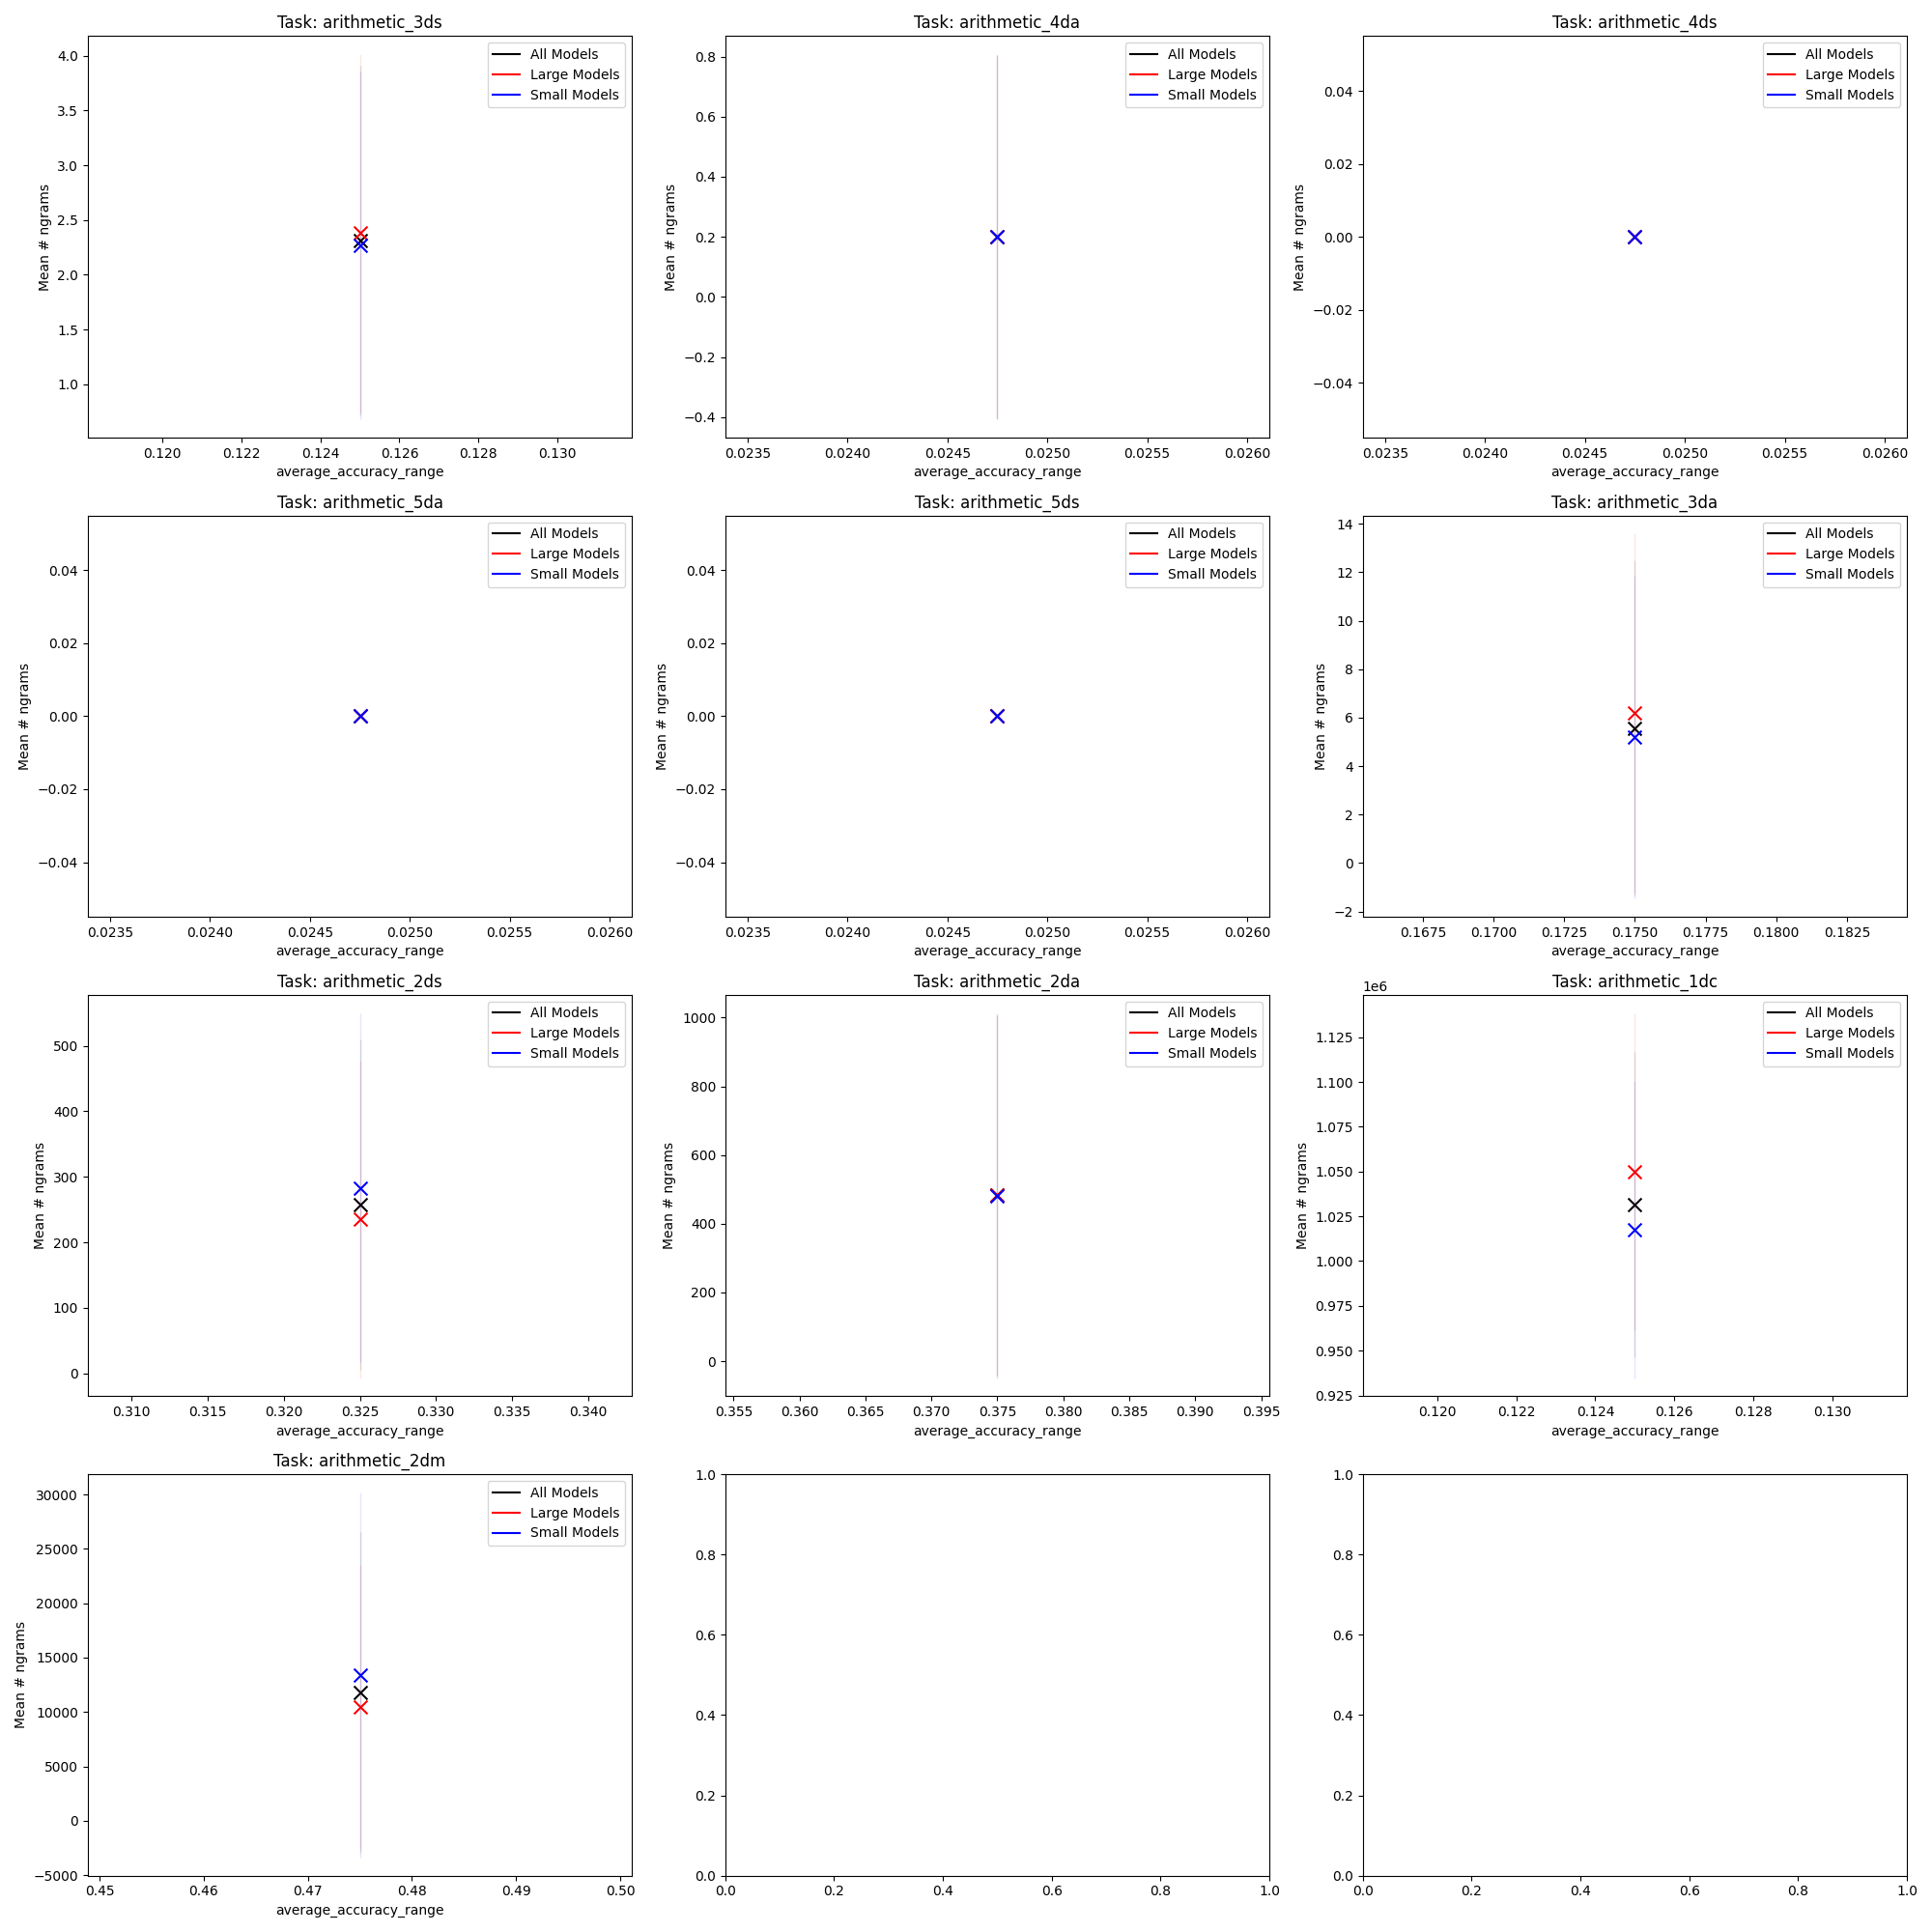 Task: arithmetic_3ds
Mean # ngrams
4.0
3.5
3.0
2.5
2.0
1.5
1.0
All Models
Large Models
Small Models
0.120 0.122 0.124 0.126 0.128 0.130
average_accuracy_range
Task: arithmetic_4da
Mean # ngrams
0.8
0.6
0.4
0.2
0.0
−0.2
−0.4
All Models
Large Models
Small Models
0.0235 0.0240 0.0245 0.0250 0.0255 0.0260
average_accuracy_range
Task: arithmetic_4ds
Mean # ngrams
0.04
0.02
0.00
−0.02
−0.04
All Models
Large Models
Small Models
0.0235 0.0240 0.0245 0.0250 0.0255 0.0260
average_accuracy_range
Task: arithmetic_5da
Mean # ngrams
0.04
0.02
0.00
−0.02
−0.04
All Models
Large Models
Small Models
0.0235 0.0240 0.0245 0.0250 0.0255 0.0260
average_accuracy_range
Task: arithmetic_5ds
Mean # ngrams
0.04
0.02
0.00
−0.02
−0.04
All Models
Large Models
Small Models
0.0235 0.0240 0.0245 0.0250 0.0255 0.0260
average_accuracy_range
Task: arithmetic_3da
Mean # ngrams
14
12
10
8
6
4
2
0
−2
All Models
Large Models
Small Models
0.1675 0.1700 0.1725 0.1750 0.1775 0.1800 0.1825
average_accuracy_range
Task: arithmetic_2ds
Mean # ngrams
500
400
300
200
100
0
All Models
Large Models
Small Models
0.310 0.315 0.320 0.325 0.330 0.335 0.340
average_accuracy_range
Task: arithmetic_2da
Mean # ngrams
1000
800
600
400
200
0
All Models
Large Models
Small Models
0.355 0.360 0.365 0.370 0.375 0.380 0.385 0.390 0.395
average_accuracy_range
Task: arithmetic_1dc
1e6
Mean # ngrams
1.125
1.100
1.075
1.050
1.025
1.000
0.975
0.950
0.925
All Models
Large Models
Small Models
0.120 0.122 0.124 0.126 0.128 0.130
average_accuracy_range
Task: arithmetic_2dm
Mean # ngrams
30000
25000
20000
15000
10000
5000
0
−5000
All Models
Large Models
Small Models
0.45 0.46 0.47 0.48 0.49 0.50
average_accuracy_range
1.0
0.8
0.6
0.4
0.2
0.0
0.0 0.2 0.4 0.6 0.8 1.0
1.0
0.8
0.6
0.4
0.2
0.0
0.0 0.2 0.4 0.6 0.8 1.0